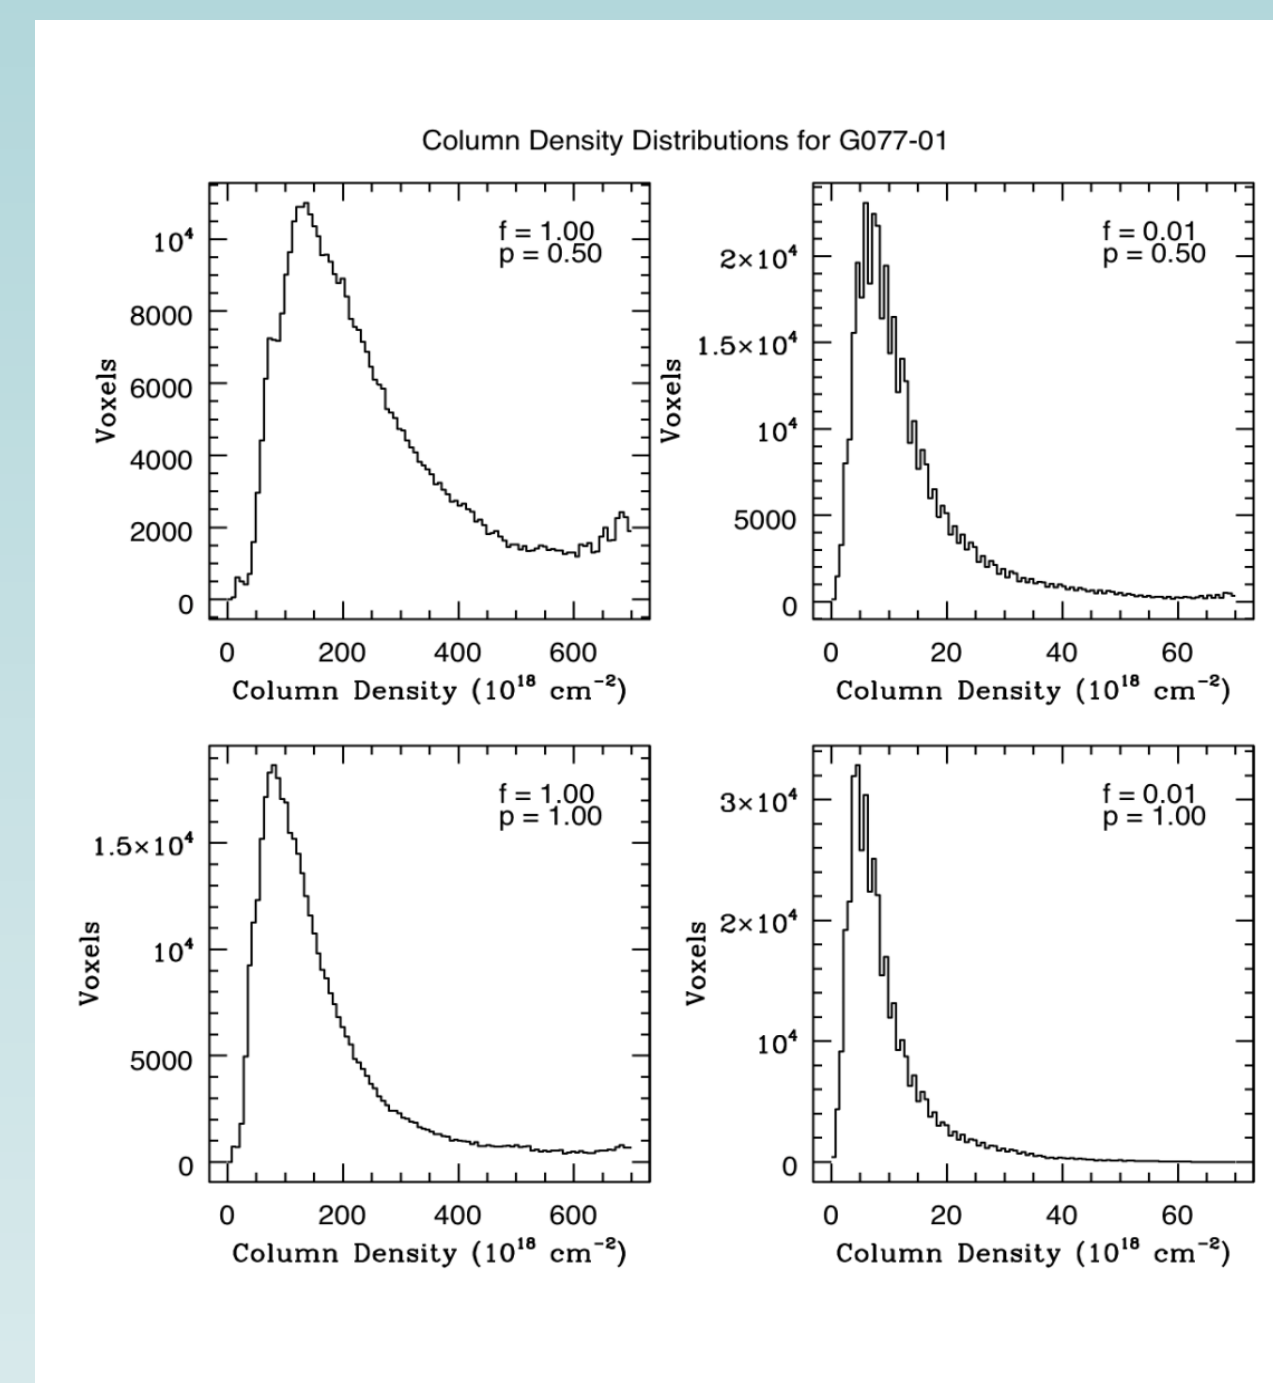 Column Density Distributions for G077-01
f = 1.00
p = 0.50
10⁴
8000
6000
4000
2000
0
Voxels
0 200 400 600
Column Density (10¹⁸ cm⁻²)
f = 0.01
p = 0.50
2×10⁴
1.5×10⁴
10⁴
5000
0
Voxels
0 20 40 60
Column Density (10¹⁸ cm⁻²)
f = 1.00
p = 1.00
1.5×10⁴
10⁴
5000
0
Voxels
0 200 400 600
Column Density (10¹⁸ cm⁻²)
f = 0.01
p = 1.00
3×10⁴
2×10⁴
10⁴
0
Voxels
0 20 40 60
Column Density (10¹⁸ cm⁻²)